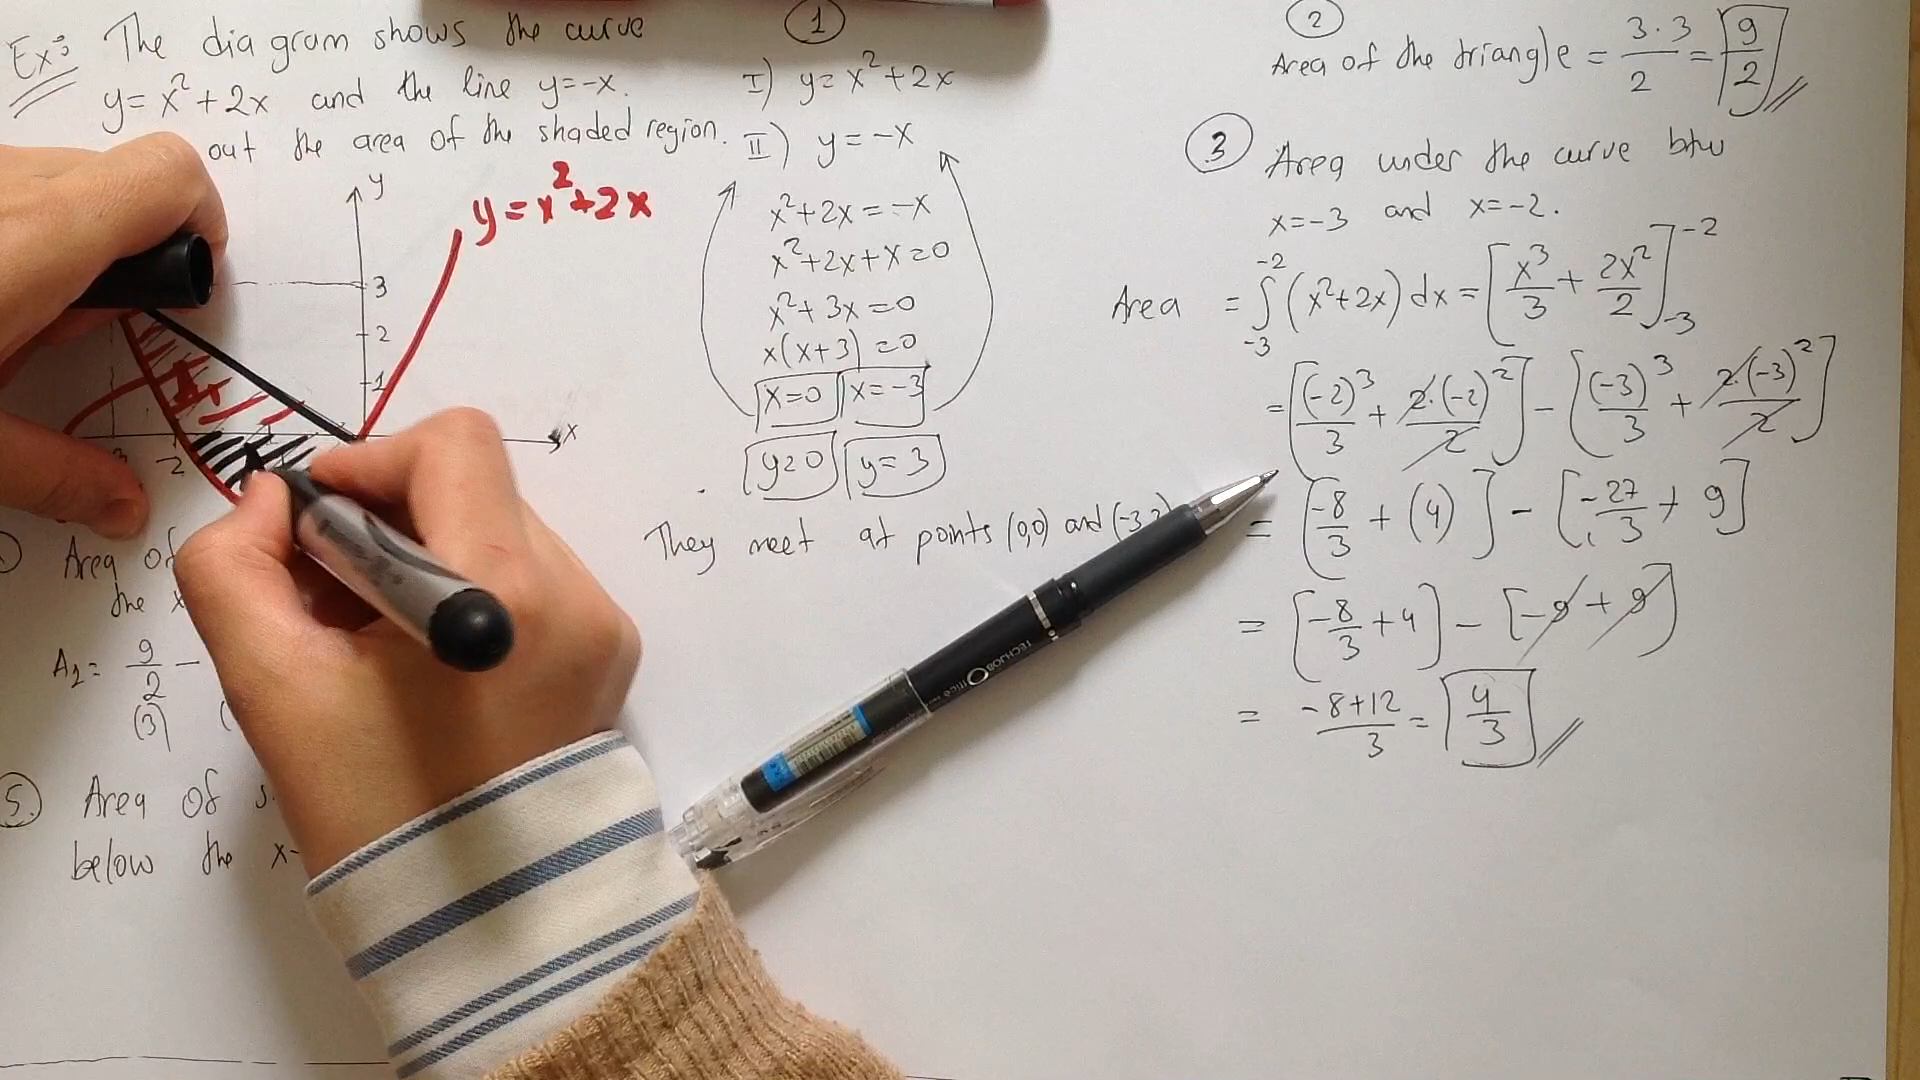 Ex: The diagram shows the curve
y=x²+2x and the line y=-x.
out the area of the shaded region.
y
y=x²+2x
3
2
1
x
-2
Area of
the x
A₂= 9/2 -
(3)
5. Area of s
below the x-
1
I) y=x²+2x
II) y=-x
x²+2x=-x
x²+2x+x=0
x²+3x=0
x(x+3)=0
x=0 x=-3
y=0 y=3
They meet at points (0,0) and (-3,
TECHJOB
Office
2
Area of the triangle = 3.3/2 = 9/2
3 Area under the curve btw
x=-3 and x=-2.
Area = ∫₋₃⁻² (x²+2x)dx = [x³/3 + 2x²/2]₋₃⁻²
= [(-2)³/3 + 2.(-2)²/2] - [(-3)³/3 + 2.(-3)²/2]
= [-8/3 + (4)] - [-27/3 + 9]
= [-8/3 + 4] - [-9 + 9]
= -8+12/3 = 4/3